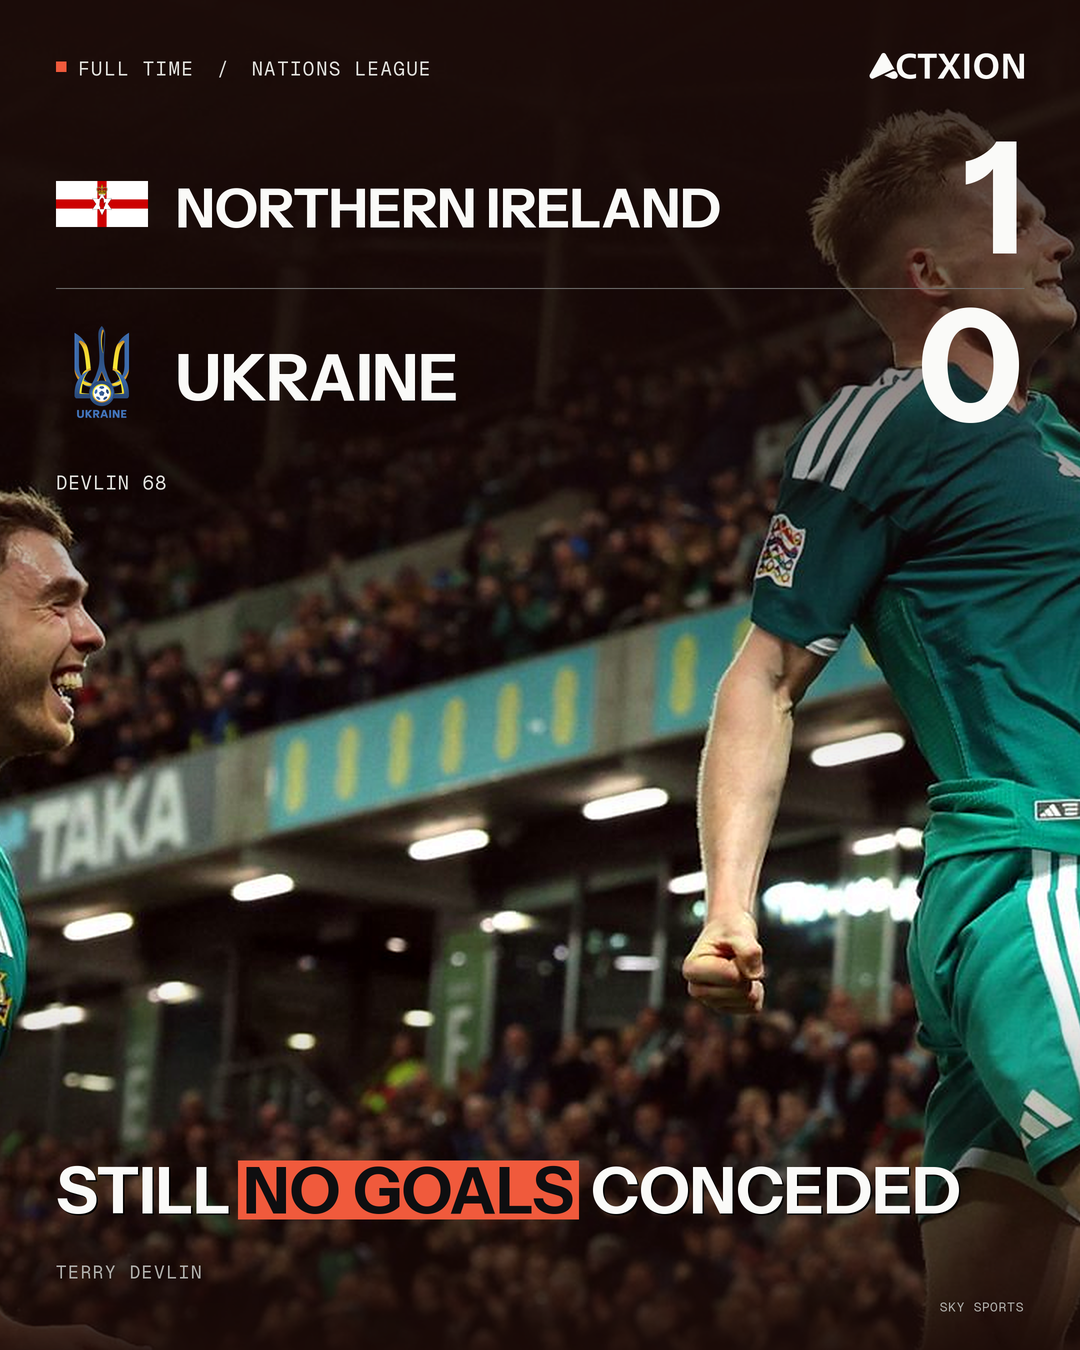 FULL TIME / NATIONS LEAGUE
ACTXION
NORTHERN IRELAND
1
UKRAINE
0
UKRAINE
DEVLIN 68
TAKA
STILL NO GOALS CONCEDED
TERRY DEVLIN
SKY SPORTS